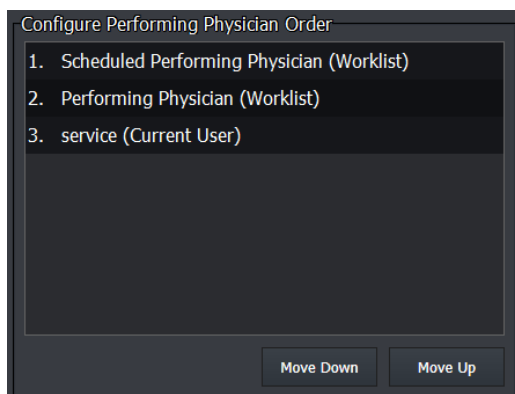 Configure Performing Physician Order
1. Scheduled Performing Physician (Worklist)
2. Performing Physician (Worklist)
3. service (Current User)
Move Down Move Up